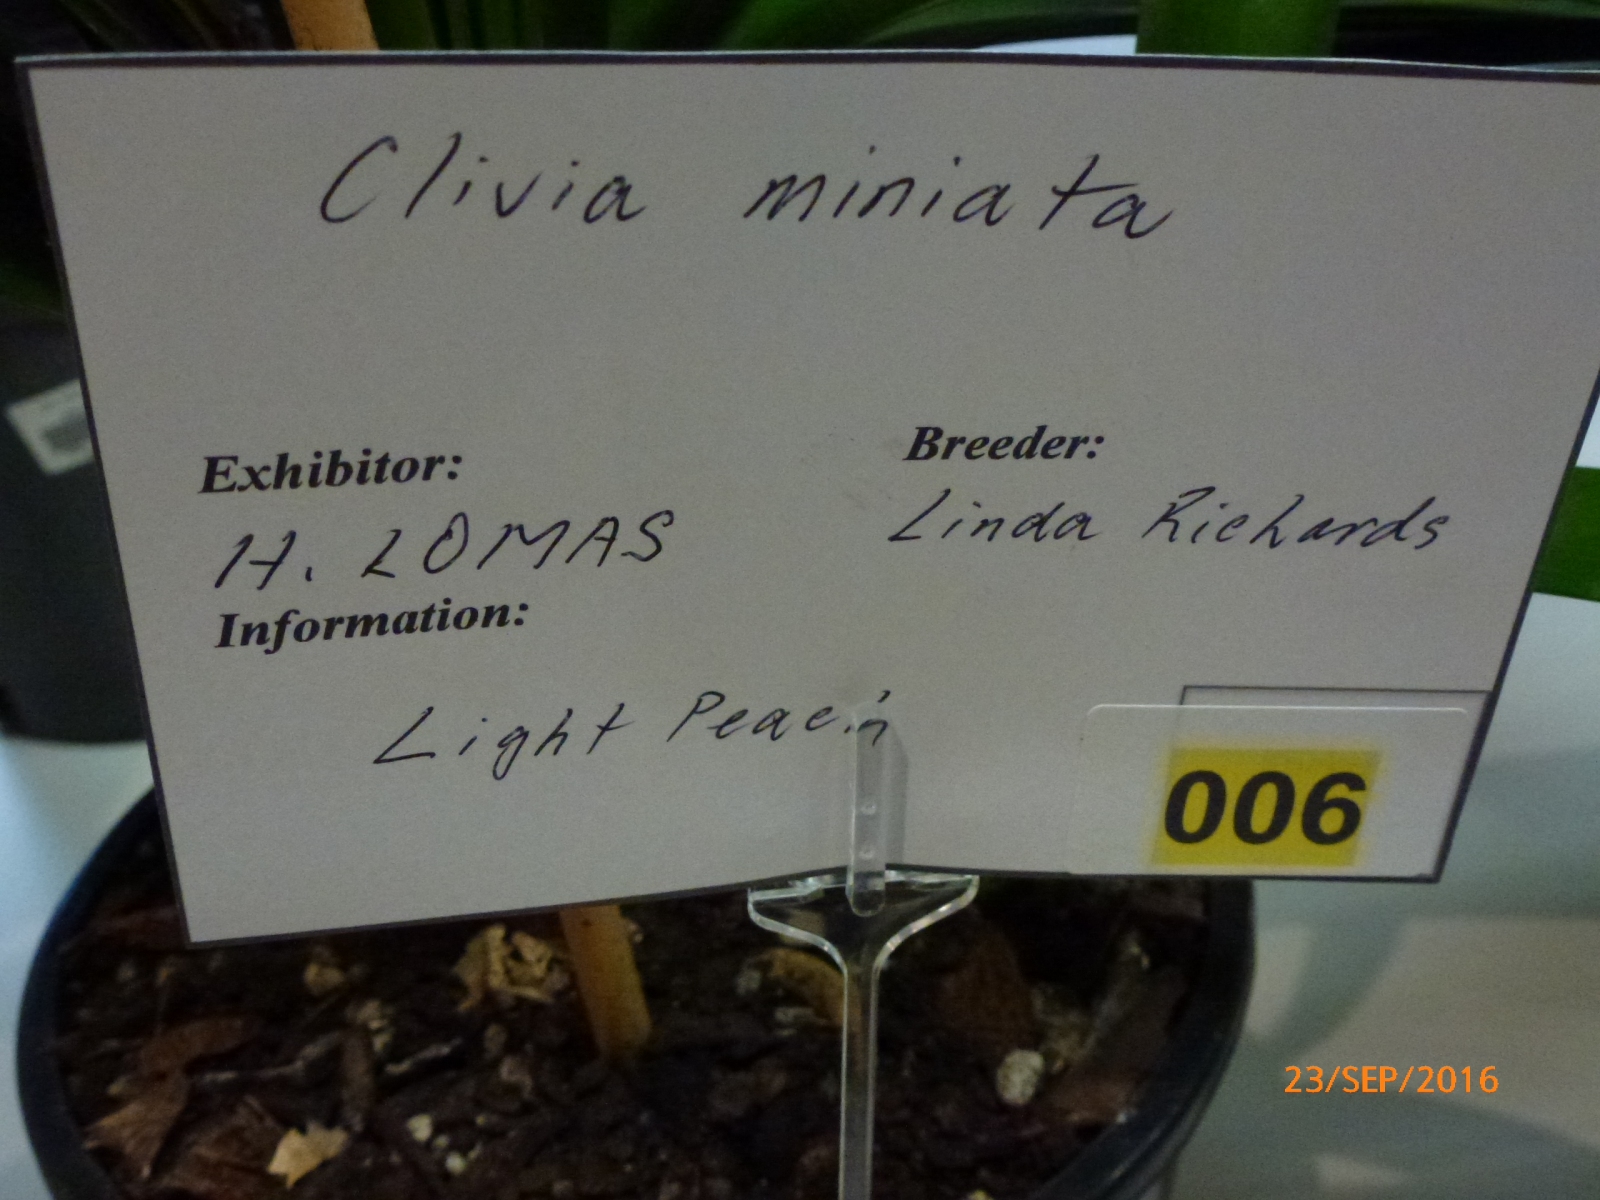 Clivia miniata
Exhibitor:
H. LOMAS
Breeder:
Linda Richards
Information:
Light Peach
006
23/SEP/2016